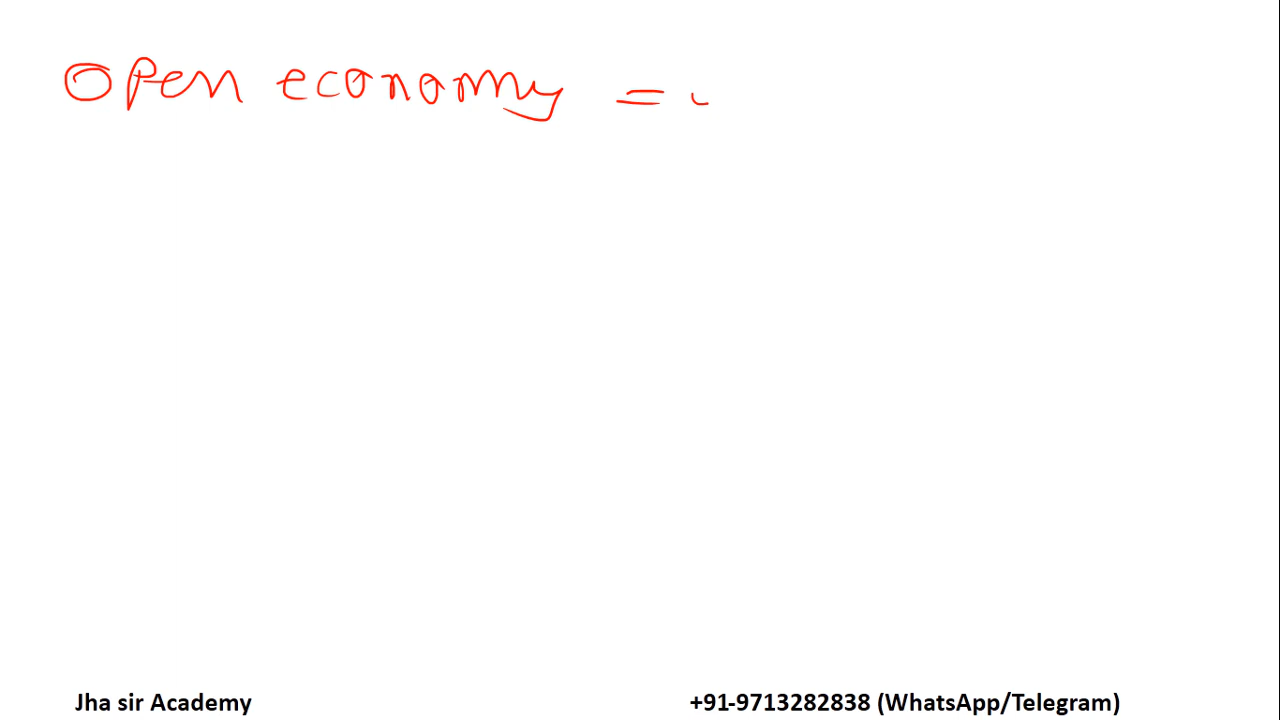 Open economy =
Jha sir Academy
+91-9713282838 (WhatsApp/Telegram)